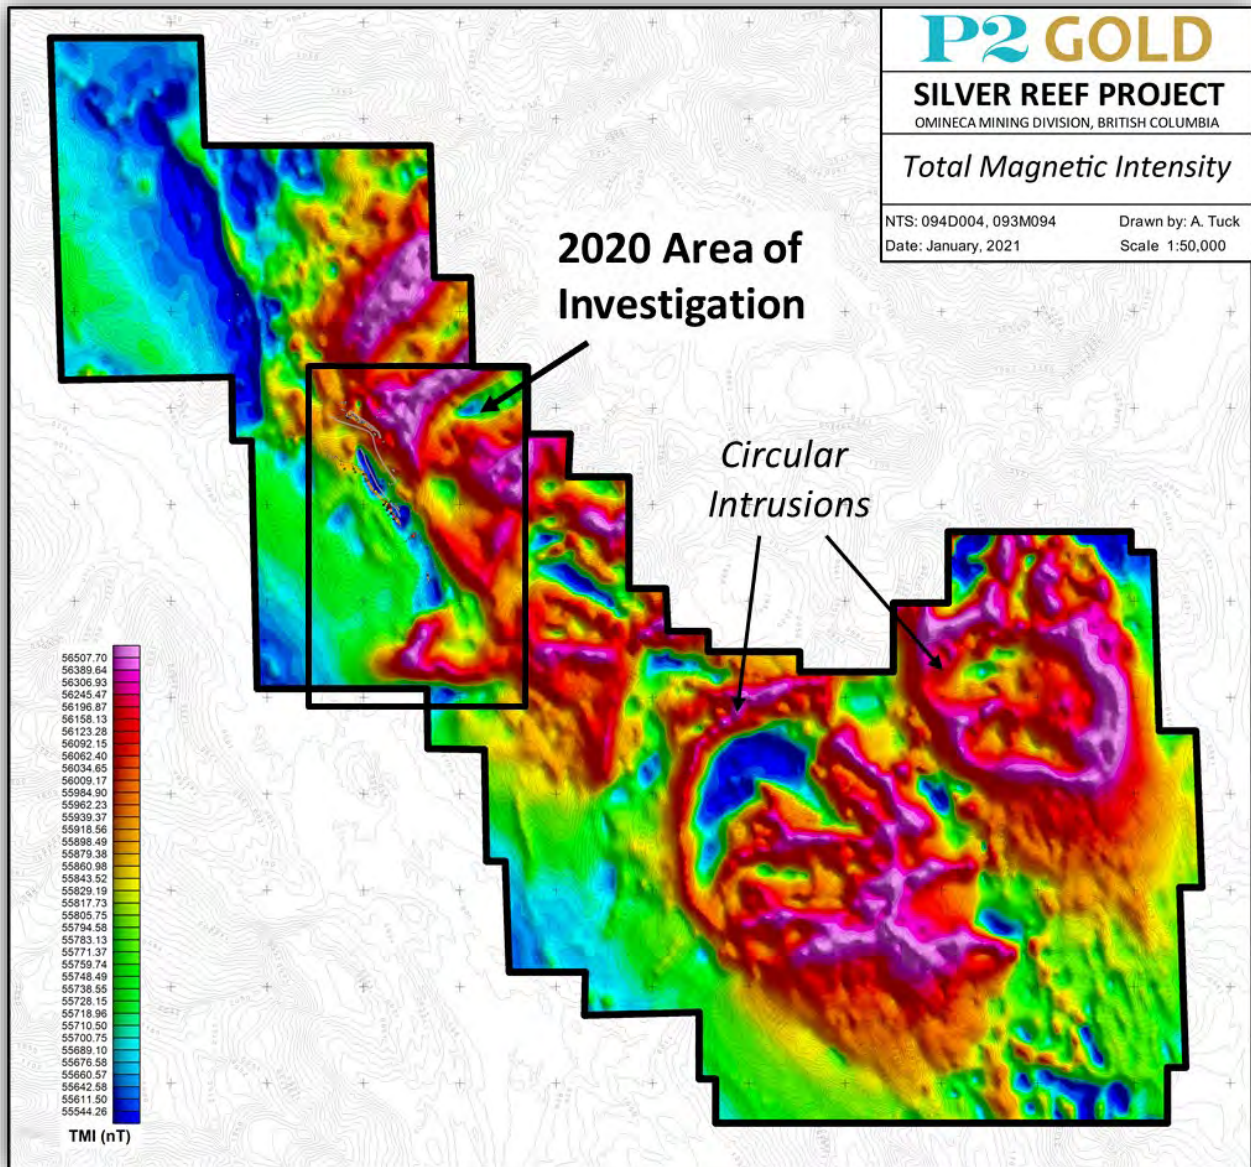 P2 GOLD
SILVER REEF PROJECT
OMINECA MINING DIVISION, BRITISH COLUMBIA
Total Magnetic Intensity
NTS: 094D004, 093M094
Drawn by: A. Tuck
Date: January, 2021
Scale 1:50,000
2020 Area of
Investigation
Circular
Intrusions
56507.70
56389.64
56306.93
56245.47
56196.87
56158.13
56123.28
56092.15
56062.40
56034.65
56009.17
55984.90
55962.23
55939.37
55918.56
55898.49
55879.38
55860.98
55843.52
55829.19
55817.73
55805.75
55794.58
55783.13
55771.37
55759.74
55748.49
55738.55
55728.15
55718.96
55710.50
55700.75
55689.10
55676.58
55660.57
55642.58
55611.50
55544.26
TMI (nT)